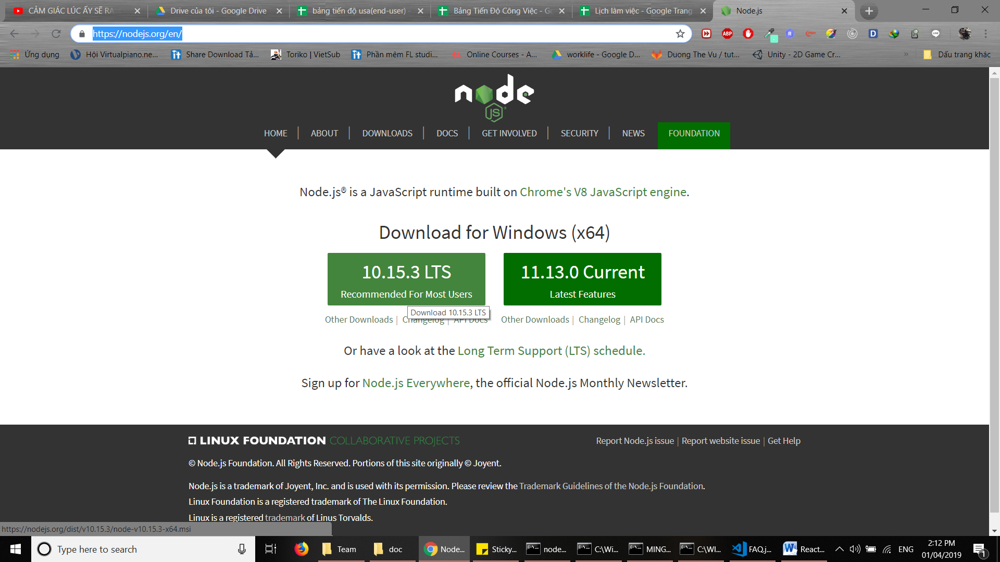 CẢM GIÁC LÚC ẤY SẼ RA
Drive của tôi - Google Drive
bảng tiến độ usa(end-user) -
Bảng Tiến Độ Công Việc - Go
Lịch làm việc - Google Trang
Node.js
https://nodejs.org/en/
ABP
R
D
LINE
Ứng dụng
Hội Virtualpiano.ne...
Share Download Tả...
Toriko | VietSub
Phần mêm FL studi...
Online Courses - A...
worklife - Google D...
Duong The Vu / tut...
Unity - 2D Game Cr...
»
Dấu trang khác
node
JS
HOME
ABOUT
DOWNLOADS
DOCS
GET INVOLVED
SECURITY
NEWS
FOUNDATION
Node.js® is a JavaScript runtime built on Chrome's V8 JavaScript engine.
Download for Windows (x64)
10.15.3 LTS
Recommended For Most Users
11.13.0 Current
Latest Features
Download 10.15.3 LTS
Other Downloads | Changelog | API Docs
Other Downloads | Changelog | API Docs
Or have a look at the Long Term Support (LTS) schedule.
Sign up for Node.js Everywhere, the official Node.js Monthly Newsletter.
LINUX FOUNDATION COLLABORATIVE PROJECTS
Report Node.js issue | Report website issue | Get Help
© Node.js Foundation. All Rights Reserved. Portions of this site originally © Joyent.
Node.js is a trademark of Joyent, Inc. and is used with its permission. Please review the Trademark Guidelines of the Node.js Foundation.
Linux Foundation is a registered trademark of The Linux Foundation.
Linux is a registered trademark of Linus Torvalds.
https://nodejs.org/dist/v10.15.3/node-v10.15.3-x64.msi
Type here to search
Team
doc
Node...
Sticky...
node...
C:\Wi...
MING...
C:\WI...
FAQ.j...
React...
ENG
2:12 PM
01/04/2019
1